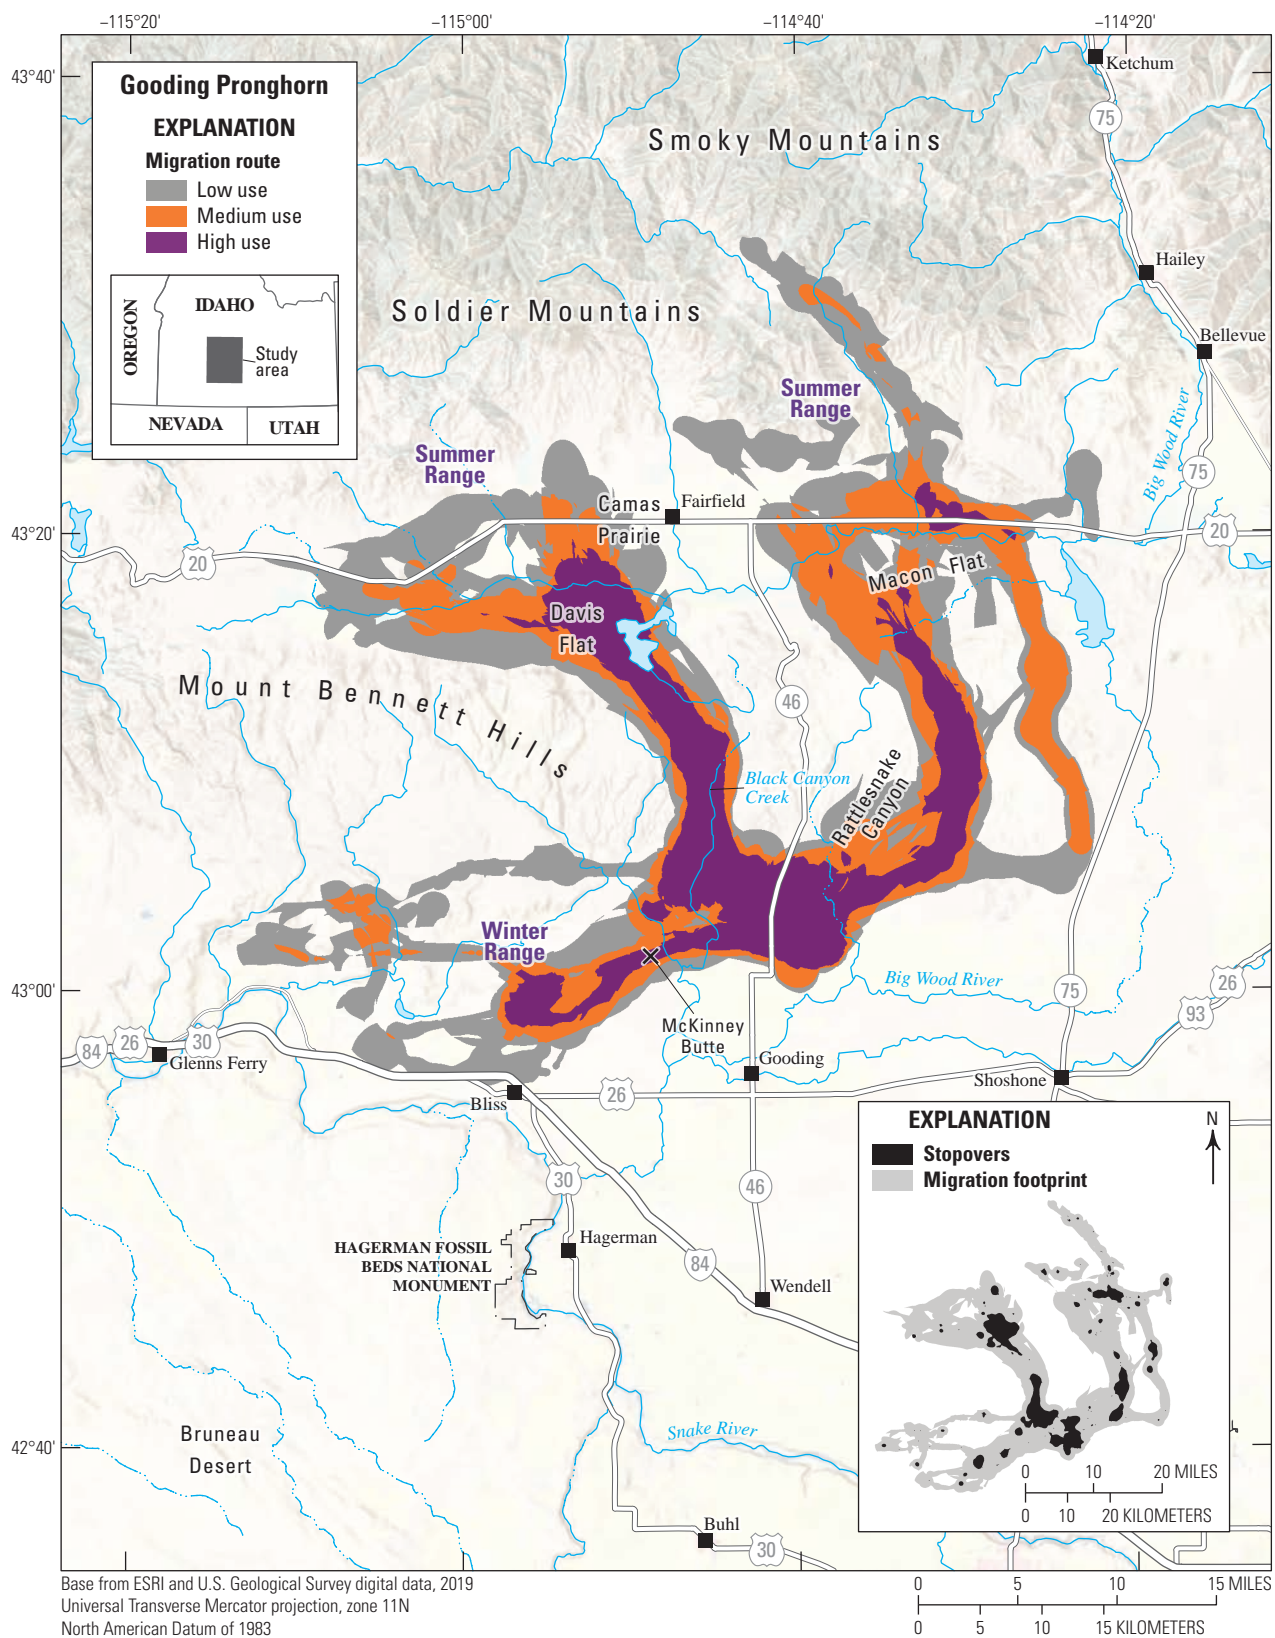 −115°20'
−115°00'
−114°40'
−114°20'
43°40'
43°20'
43°00'
42°40'
Gooding Pronghorn
EXPLANATION
Migration route
Low use
Medium use
High use
OREGON
IDAHO
Study
area
NEVADA
UTAH
Smoky Mountains
Soldier Mountains
Ketchum
75
Hailey
Bellevue
Big Wood River
75
Summer
Range
Summer
Range
Camas
Prairie
Fairfield
20
20
Macon Flat
Davis
Flat
Mount Bennett Hills
46
Black Canyon
Creek
Rattlesnake
Canyon
Winter
Range
McKinney
Butte
Big Wood River
75
26
93
84
26
30
Glenns Ferry
Gooding
Shoshone
Bliss
26
30
46
HAGERMAN FOSSIL
BEDS NATIONAL
MONUMENT
Hagerman
84
Wendell
Snake River
Bruneau
Desert
Buhl
30
EXPLANATION
N
Stopovers
Migration footprint
0 10 20 MILES
0 10 20 KILOMETERS
Base from ESRI and U.S. Geological Survey digital data, 2019
Universal Transverse Mercator projection, zone 11N
North American Datum of 1983
0 5 10 15 MILES
0 5 10 15 KILOMETERS